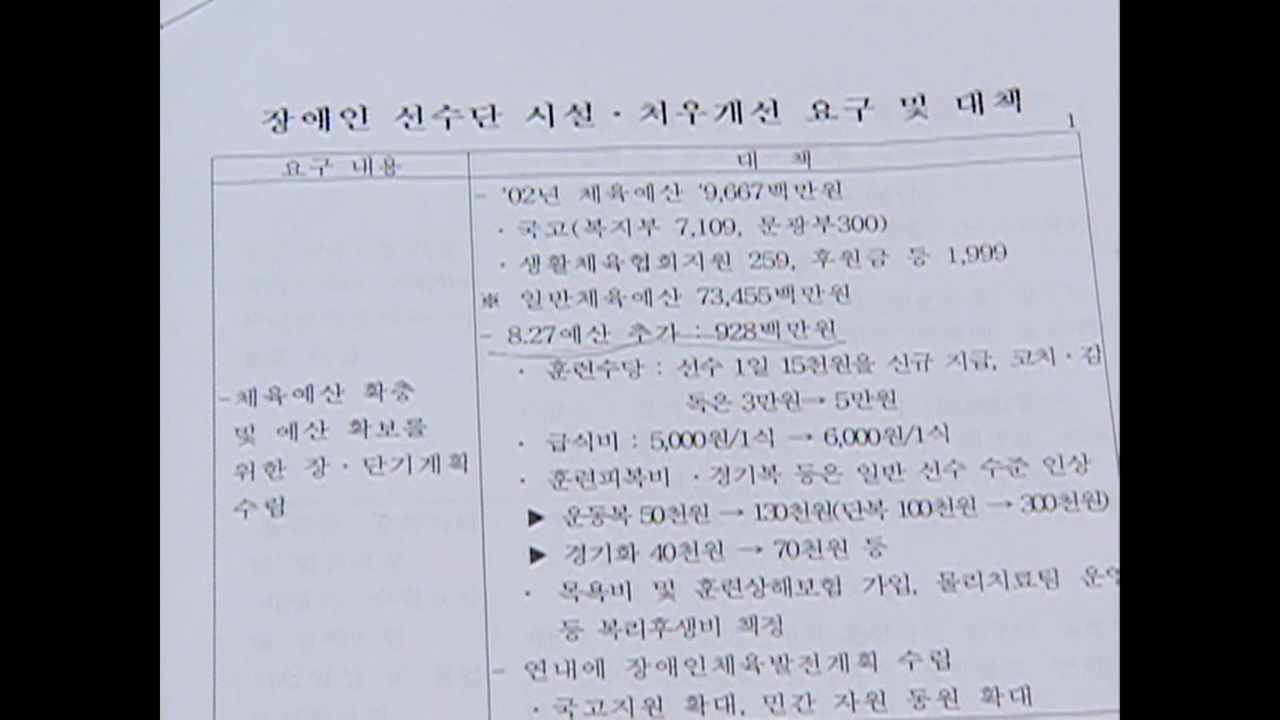 장애인 선수단 시설·처우개선 요구 및 대책
1
요구 내용
대 책
-체육예산 확충
및 예산 확보를
위한 장·단기계획
수립
- '02년 체육예산 '9,667백만원
· 국고(복지부 7,109, 문광부300)
· 생활체육협회지원 259, 후원금 등 1,999
※ 일반체육예산 73,455백만원
- 8.27예산 추가 : 928백만원
· 훈련수당 : 선수 1일 15천원을 신규 지급, 코치·감
독은 3만원→ 5만원
· 급식비 : 5,000원/1식 → 6,000원/1식
· 훈련피복비 ·경기복 등은 일반 선수 수준 인상
▶ 운동복 50천원 → 130천원(단복 100천원 → 300천원)
▶ 경기화 40천원 → 70천원 등
· 목욕비 및 훈련상해보험 가입, 물리치료팀 운영
등 복리후생비 책정
- 연내에 장애인체육발전계획 수립
· 국고지원 확대, 민간 자원 동원 확대